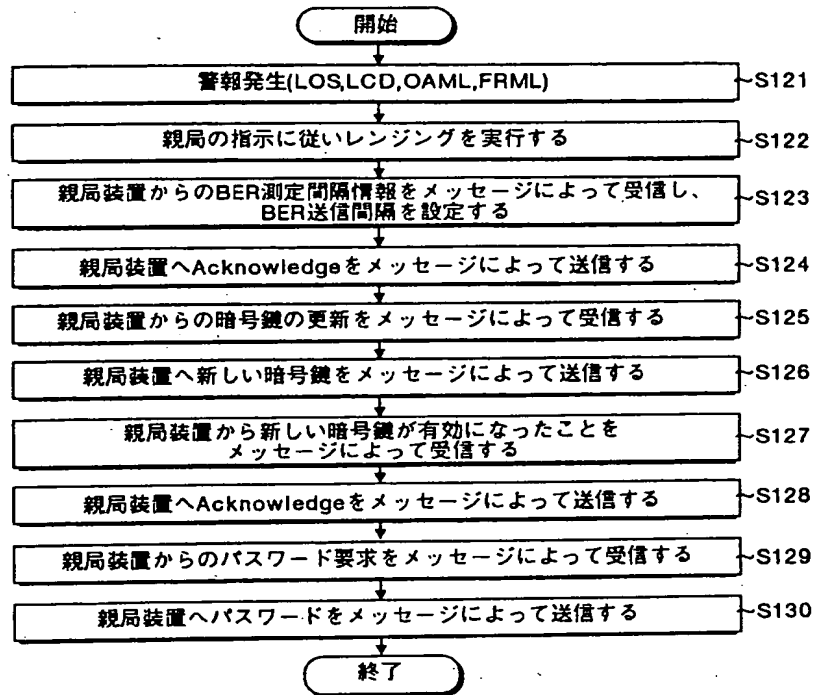 開始
警報発生(LOS,LCD,OAML,FRML)
S121
親局の指示に従いレンジングを実行する
S122
親局装置からのBER測定間隔情報をメッセージによって受信し、
BER送信間隔を設定する
S123
親局装置へAcknowledgeをメッセージによって送信する
S124
親局装置からの暗号鍵の更新をメッセージによって受信する
S125
親局装置へ新しい暗号鍵をメッセージによって送信する
S126
親局装置から新しい暗号鍵が有効になったことを
メッセージによって受信する
S127
親局装置へAcknowledgeをメッセージによって送信する
S128
親局装置からのパスワード要求をメッセージによって受信する
S129
親局装置へパスワードをメッセージによって送信する
S130
終了